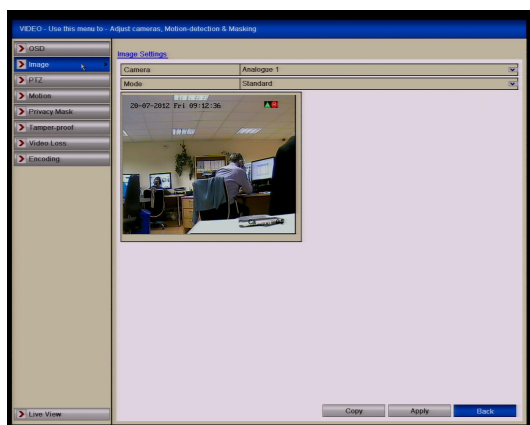 VIDEO - Use this menu to - Adjust cameras, Motion-detection & Masking
OSD
Image
PTZ
Motion
Privacy Mask
Tamper-proof
Video Loss
Encoding
Live View
Image Settings
Camera Analogue 1
Mode Standard
20-07-2012 Fri 09:12:36
Copy Apply Back